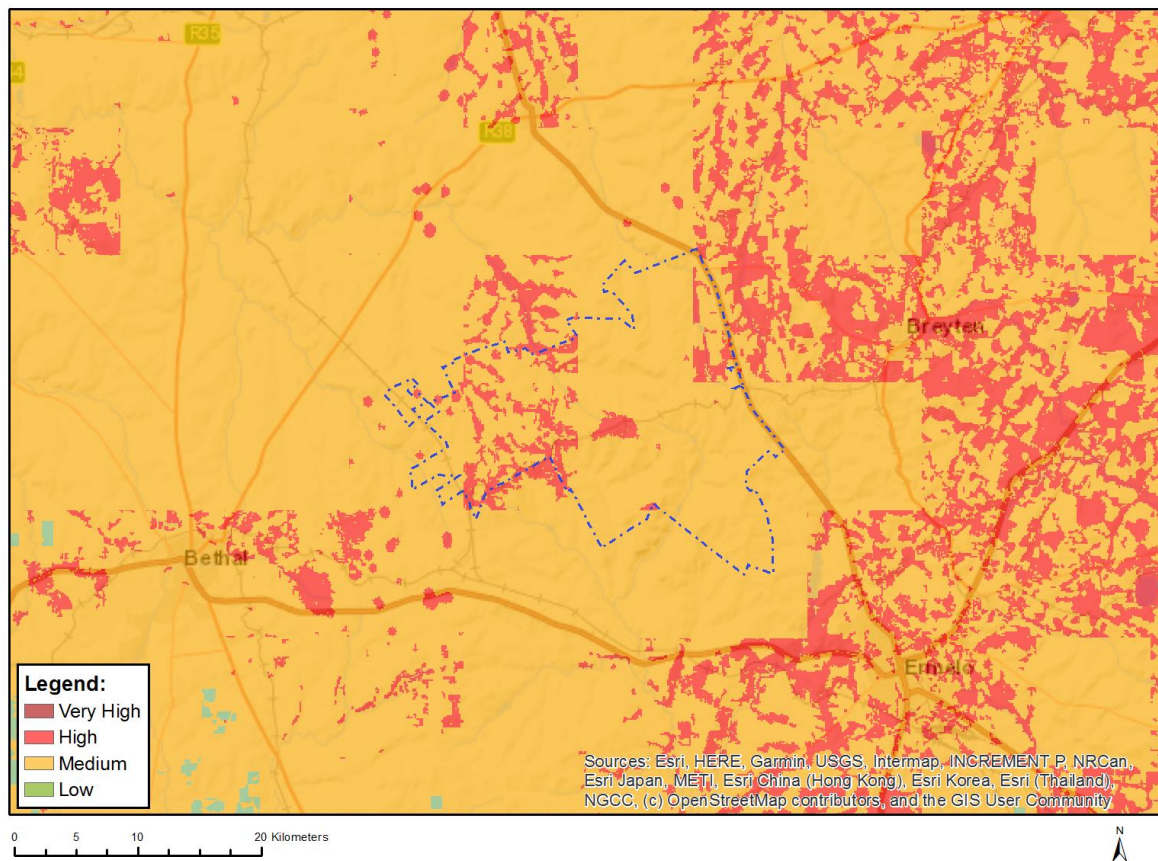 R35
R38
Breyten
Bethal
Ermelo
Legend:
Very High
High
Medium
Low
Sources: Esri, HERE, Garmin, USGS, Intermap, INCREMENT P, NRCan,
Esri Japan, METI, Esri China (Hong Kong), Esri Korea, Esri (Thailand),
NGCC, (c) OpenStreetMap contributors, and the GIS User Community
0 5 10 20 Kilometers
N